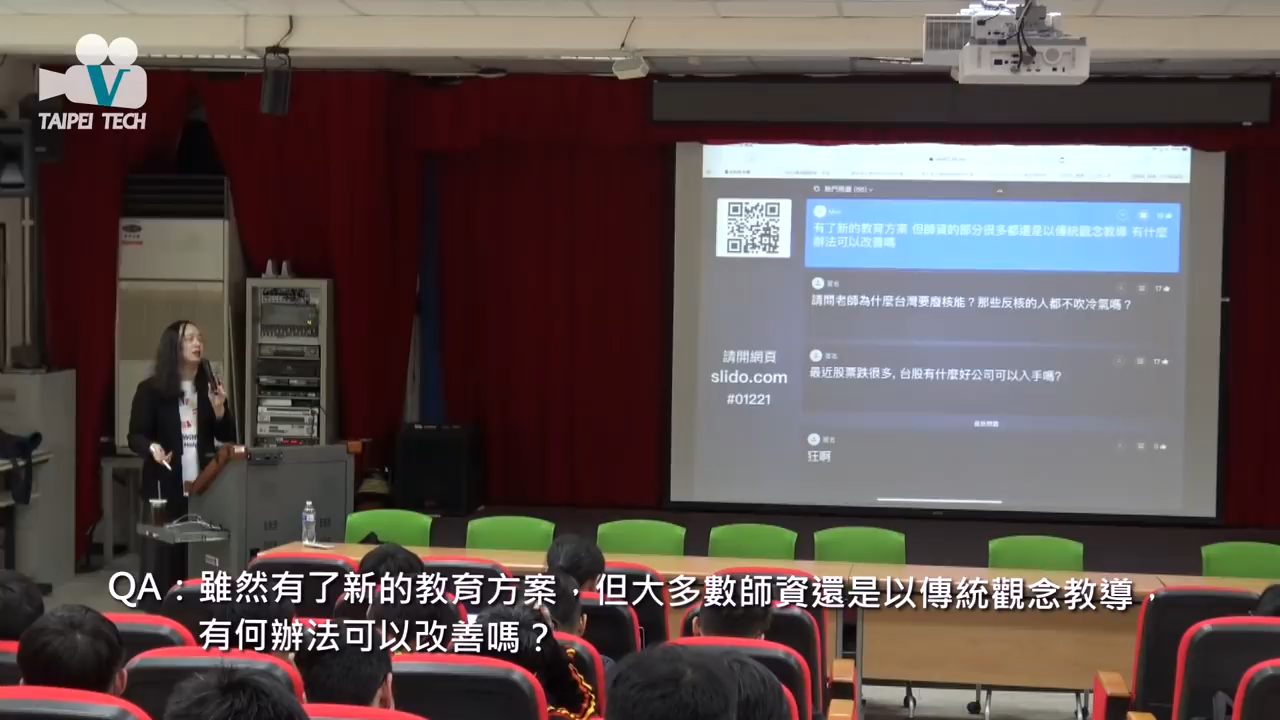 V
TAIPEI TECH
熱門問題 (66)
有了新的教育方案 但師資的部分很多都還是以傳統觀念教導 有什麼
辦法可以改善嗎
匿名
17
請問老師為什麼台灣要廢核能？那些反核的人都不吹冷氣嗎？
匿名
17
最近股票跌很多, 台股有什麼好公司可以入手嗎?
匿名
9
狂啊
請開網頁
slido.com
#01221
QA：雖然有了新的教育方案，但大多數師資還是以傳統觀念教導，
有何辦法可以改善嗎？